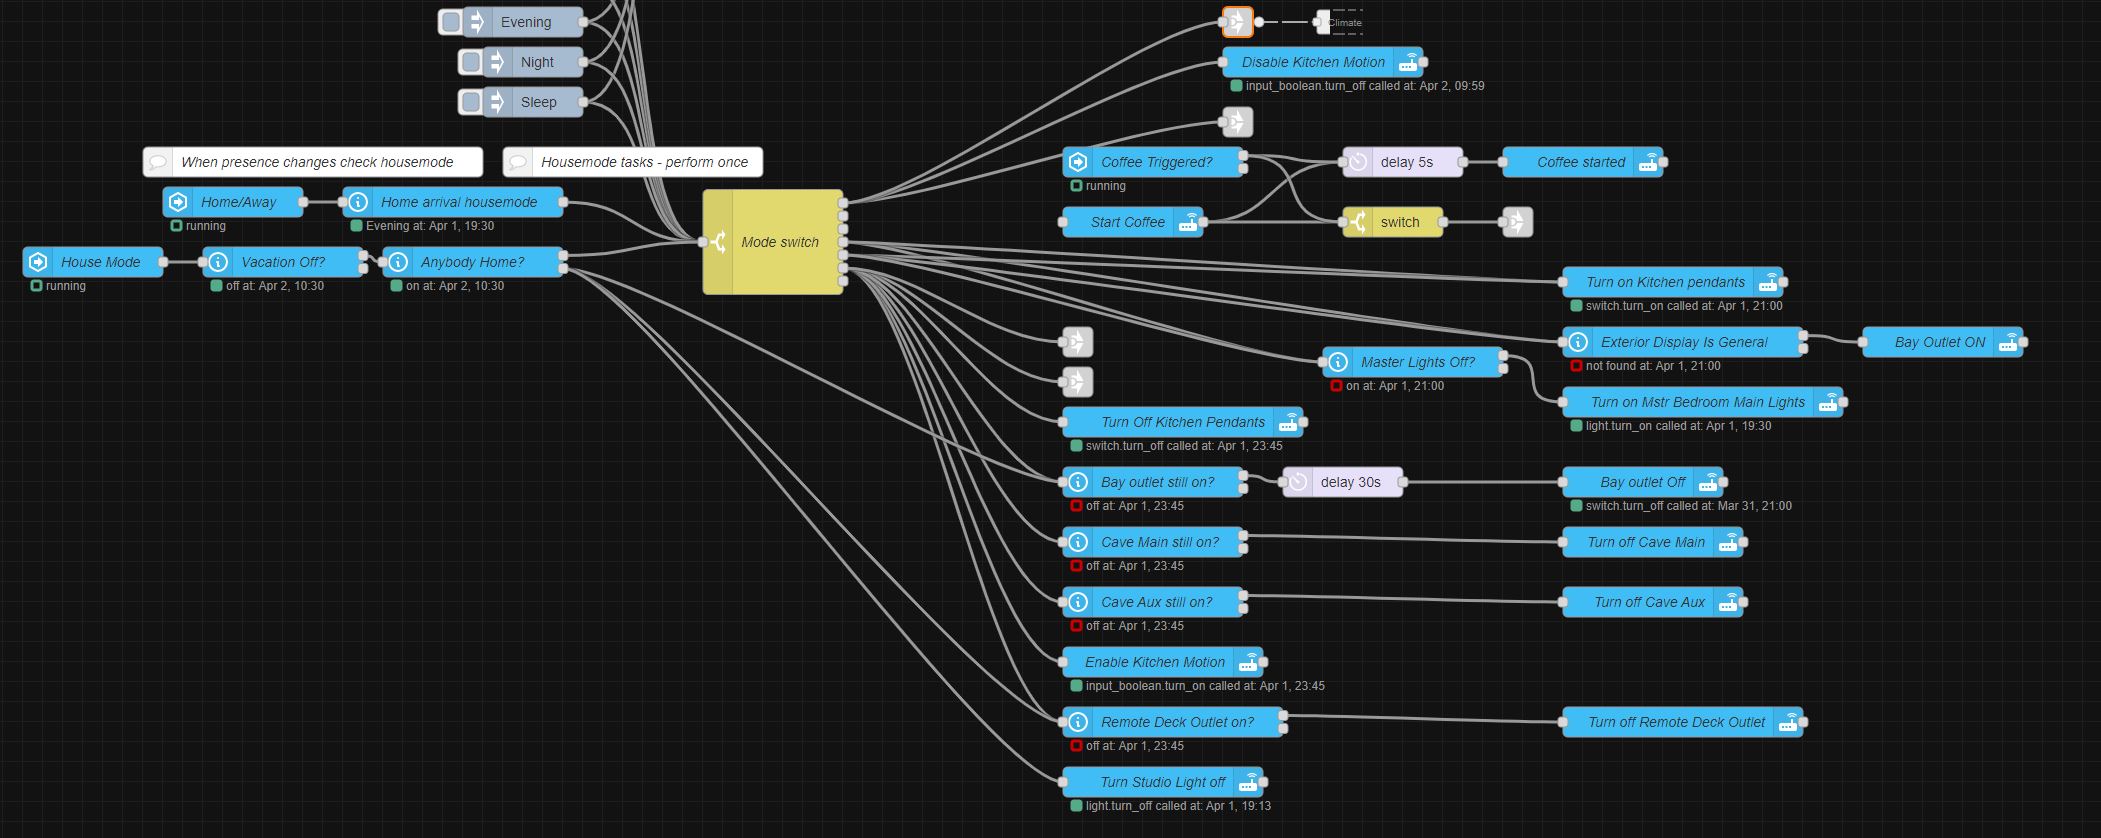 Evening
Climate
Night
Disable Kitchen Motion
input_boolean.turn_off called at: Apr 2, 09:59
Sleep
When presence changes check housemode
Housemode tasks - perform once
Coffee Triggered?
running
delay 5s
Coffee started
Home/Away
running
Home arrival housemode
Evening at: Apr 1, 19:30
Start Coffee
switch
Mode switch
House Mode
running
Vacation Off?
off at: Apr 2, 10:30
Anybody Home?
on at: Apr 2, 10:30
Turn on Kitchen pendants
switch.turn_on called at: Apr 1, 21:00
Exterior Display Is General
not found at: Apr 1, 21:00
Bay Outlet ON
Master Lights Off?
on at: Apr 1, 21:00
Turn on Mstr Bedroom Main Lights
light.turn_on called at: Apr 1, 19:30
Turn Off Kitchen Pendants
switch.turn_off called at: Apr 1, 23:45
Bay outlet still on?
off at: Apr 1, 23:45
delay 30s
Bay outlet Off
switch.turn_off called at: Mar 31, 21:00
Cave Main still on?
off at: Apr 1, 23:45
Turn off Cave Main
Cave Aux still on?
off at: Apr 1, 23:45
Turn off Cave Aux
Enable Kitchen Motion
input_boolean.turn_on called at: Apr 1, 23:45
Remote Deck Outlet on?
off at: Apr 1, 23:45
Turn off Remote Deck Outlet
Turn Studio Light off
light.turn_off called at: Apr 1, 19:13